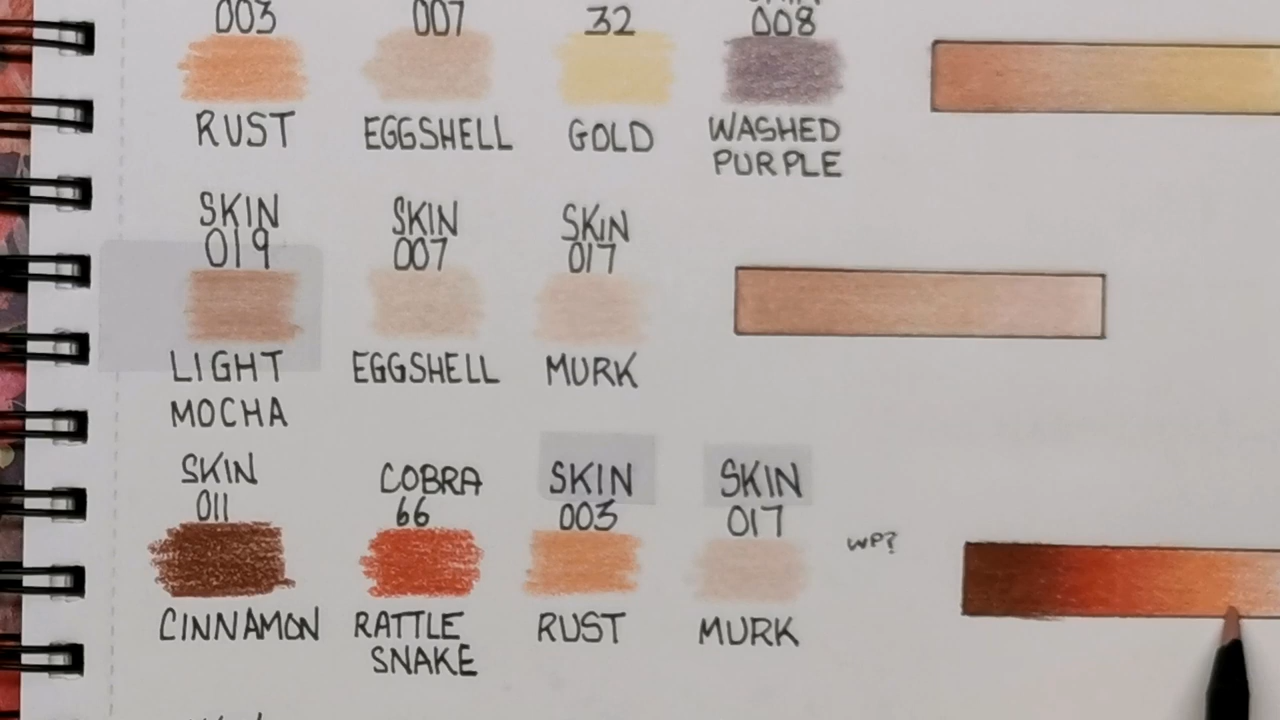 003 007 32 008
RUST EGGSHELL GOLD WASHED
PURPLE
SKIN SKIN SKIN
019 007 017
LIGHT EGGSHELL MURK
MOCHA
SKIN COBRA SKIN SKIN
011 66 003 017
WP?
CINNAMON RATTLE RUST MURK
SNAKE